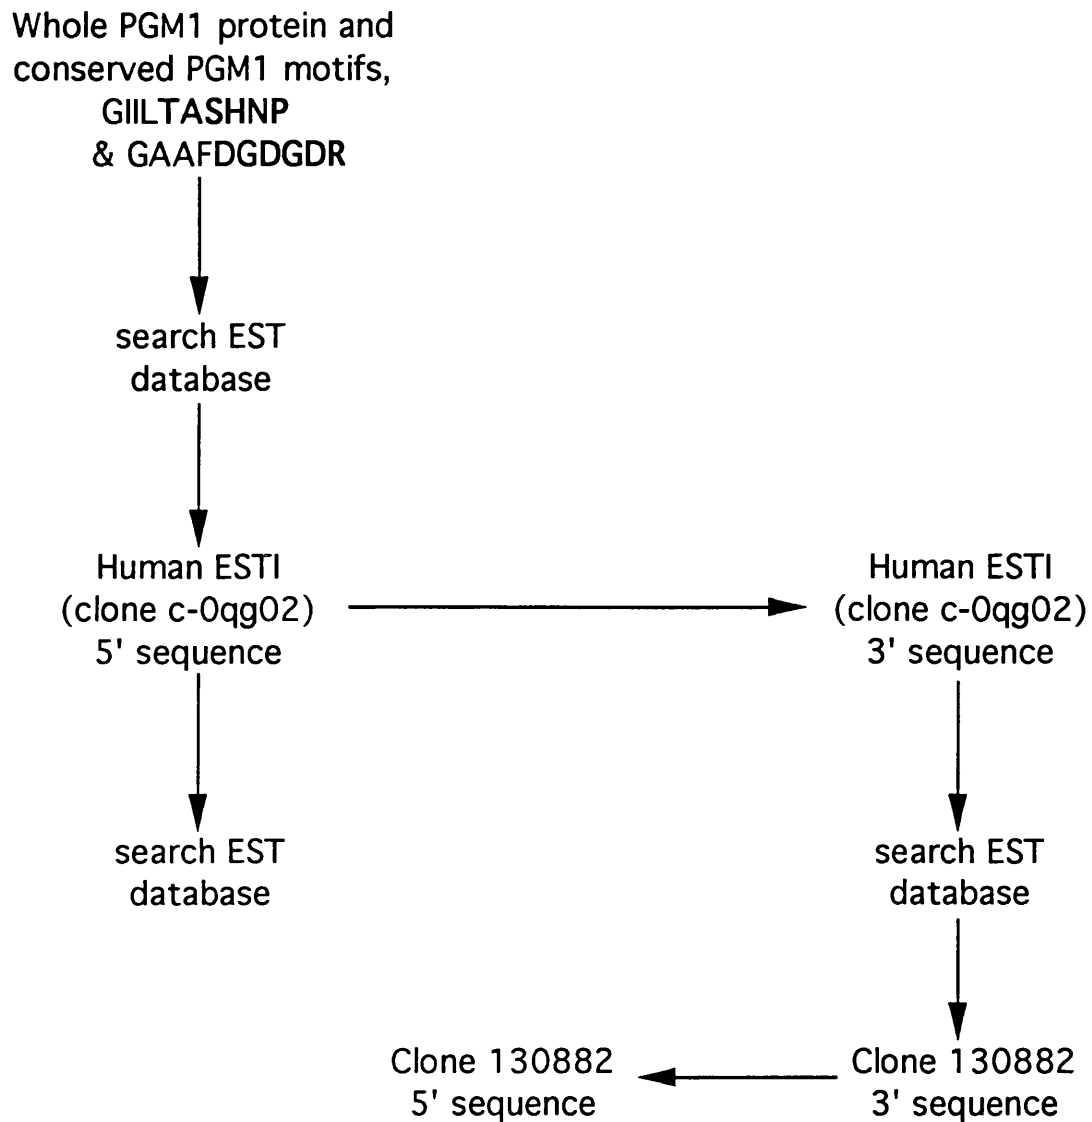 Whole PGM1 protein and
conserved PGM1 motifs,
GIILTASHNP
& GAAFDGDGDR
search EST
database
Human ESTI
(clone c-0qg02)
5' sequence
Human ESTI
(clone c-0qg02)
3' sequence
search EST
database
search EST
database
Clone 130882
5' sequence
Clone 130882
3' sequence